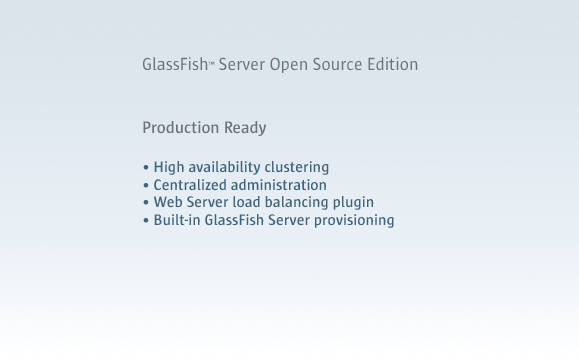 GlassFish™ Server Open Source Edition
Production Ready
• High availability clustering
• Centralized administration
• Web Server load balancing plugin
• Built-in GlassFish Server provisioning